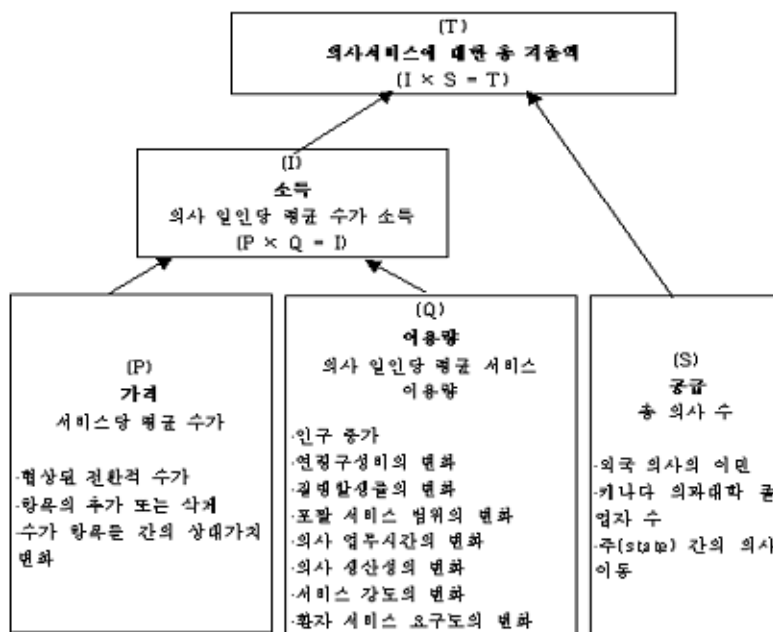 (T)
의사서비스에 대한 총 지출액
(I × S = T)
(I)
소득
의사 일인당 평균 수가 소득
(P × Q = I)
(P)
가격
서비스당 평균 수가
·협상된 전환적 수가
·항목의 추가 또는 삭제
·수가 항목들 간의 상대가치
변화
(Q)
이용량
의사 일인당 평균 서비스
이용량
·인구 증가
·연령구성비의 변화
·질병발생률의 변화
·포괄 서비스 범위의 변화
·의사 업무시간의 변화
·의사 생산성의 변화
·서비스 강도의 변화
·환자 서비스 요구도의 변화
(S)
공급
총 의사 수
·외국 의사의 이민
·캐나다 의과대학 졸
업자 수
·주(state) 간의 의사
이동